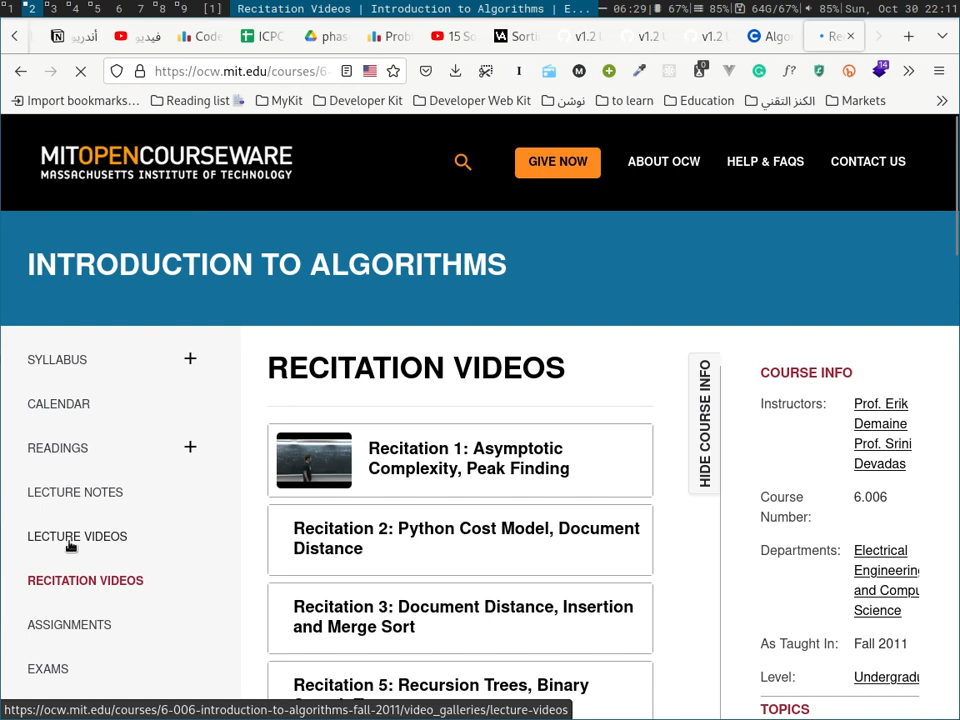 1 2 3 4 5 6 7 8 9 [1] Recitation Videos | Introduction to Algorithms | E... 06:29 67% 85% 64G/67% 85% Sun, Oct 30 22:11
أندري فيديو Code ICPC phas Prob 15 So Sorti v1.2 v1.2 v1.2 Algo Re
https://ocw.mit.edu/courses/6- 14
Import bookmarks... Reading list MyKit Developer Kit Developer Web Kit نوشن to learn Education الكنز التقني Markets
MITOPENCOURSEWARE
MASSACHUSETTS INSTITUTE OF TECHNOLOGY
GIVE NOW ABOUT OCW HELP & FAQS CONTACT US
INTRODUCTION TO ALGORITHMS
SYLLABUS +
CALENDAR
READINGS +
LECTURE NOTES
LECTURE VIDEOS
RECITATION VIDEOS
ASSIGNMENTS
EXAMS
RECITATION VIDEOS
Recitation 1: Asymptotic
Complexity, Peak Finding
Recitation 2: Python Cost Model, Document
Distance
Recitation 3: Document Distance, Insertion
and Merge Sort
Recitation 5: Recursion Trees, Binary
HIDE COURSE INFO
COURSE INFO
Instructors: Prof. Erik
Demaine
Prof. Srini
Devadas
Course 6.006
Number:
Departments: Electrical
Engineering
and Compu
Science
As Taught In: Fall 2011
Level: Undergradu
TOPICS
https://ocw.mit.edu/courses/6-006-introduction-to-algorithms-fall-2011/video_galleries/lecture-videos